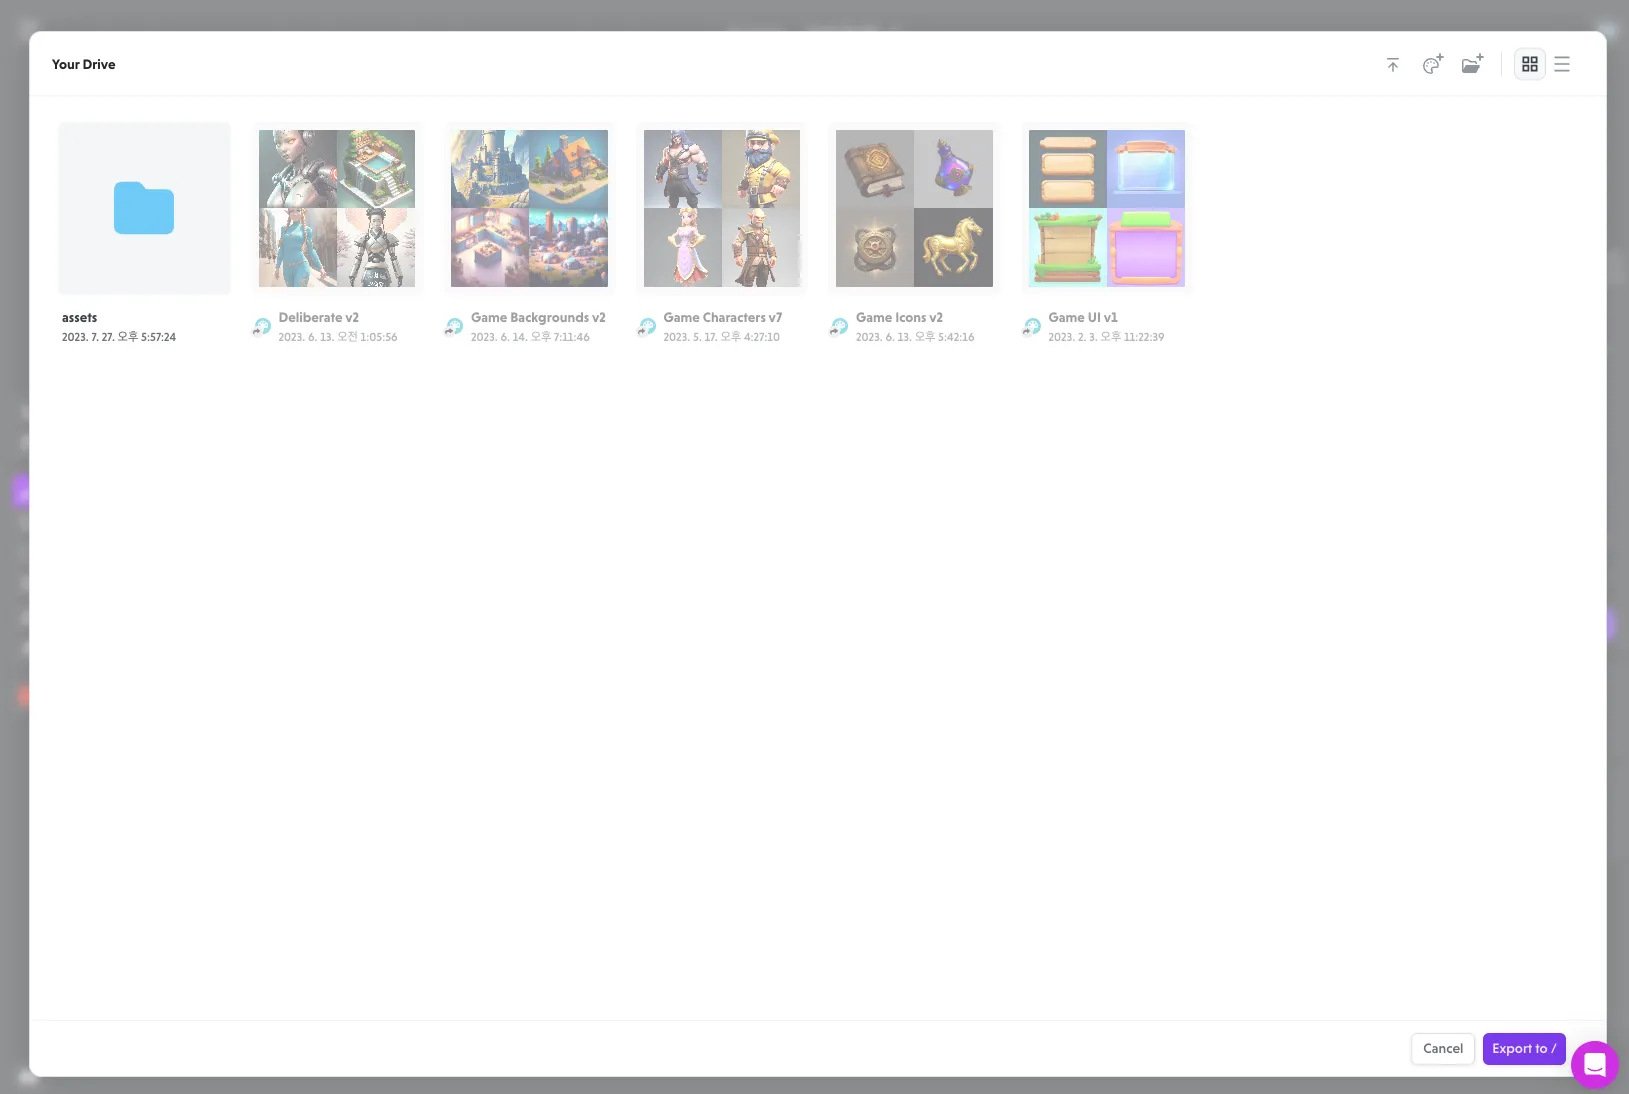 Your Drive
assets
2023. 7. 27. 오후 5:57:24
Deliberate v2
2023. 6. 13. 오전 1:05:56
Game Backgrounds v2
2023. 6. 14. 오후 7:11:46
Game Characters v7
2023. 5. 17. 오후 4:27:10
Game Icons v2
2023. 6. 13. 오후 5:42:16
Game UI v1
2023. 2. 3. 오후 11:22:39
Cancel
Export to /